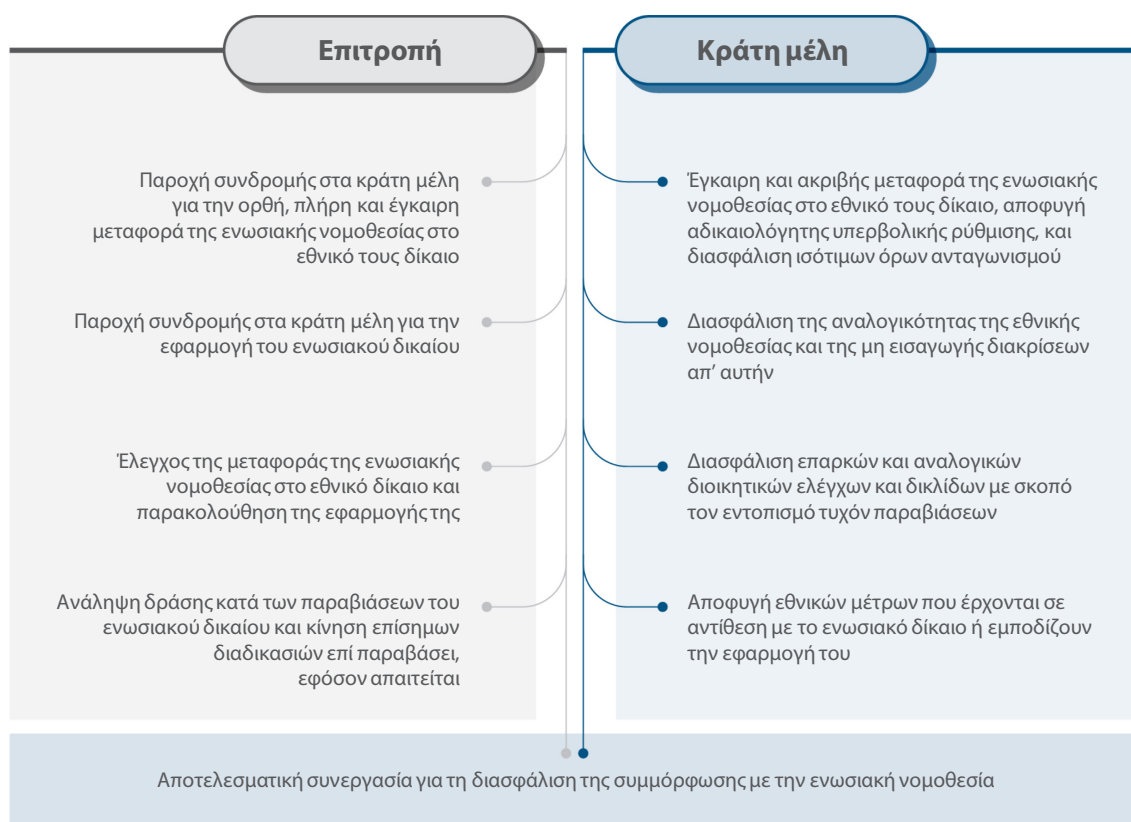 Επιτροπή
Παροχή συνδρομής στα κράτη μέλη
για την ορθή, πλήρη και έγκαιρη
μεταφορά της ενωσιακής νομοθεσίας στο
εθνικό τους δίκαιο
Παροχή συνδρομής στα κράτη μέλη για την
εφαρμογή του ενωσιακού δικαίου
Έλεγχος της μεταφοράς της ενωσιακής
νομοθεσίας στο εθνικό δίκαιο και
παρακολούθηση της εφαρμογής της
Ανάληψη δράσης κατά των παραβιάσεων του
ενωσιακού δικαίου και κίνηση επίσημων
διαδικασιών επί παραβάσει,
εφόσον απαιτείται
Κράτη μέλη
Έγκαιρη και ακριβής μεταφορά της ενωσιακής
νομοθεσίας στο εθνικό τους δίκαιο, αποφυγή
αδικαιολόγητης υπερβολικής ρύθμισης, και
διασφάλιση ισότιμων όρων ανταγωνισμού
Διασφάλιση της αναλογικότητας της εθνικής
νομοθεσίας και της μη εισαγωγής διακρίσεων
απ’ αυτήν
Διασφάλιση επαρκών και αναλογικών
διοικητικών ελέγχων και δικλίδων με σκοπό
τον εντοπισμό τυχόν παραβιάσεων
Αποφυγή εθνικών μέτρων που έρχονται σε
αντίθεση με το ενωσιακό δίκαιο ή εμποδίζουν
την εφαρμογή του
Αποτελεσματική συνεργασία για τη διασφάλιση της συμμόρφωσης με την ενωσιακή νομοθεσία